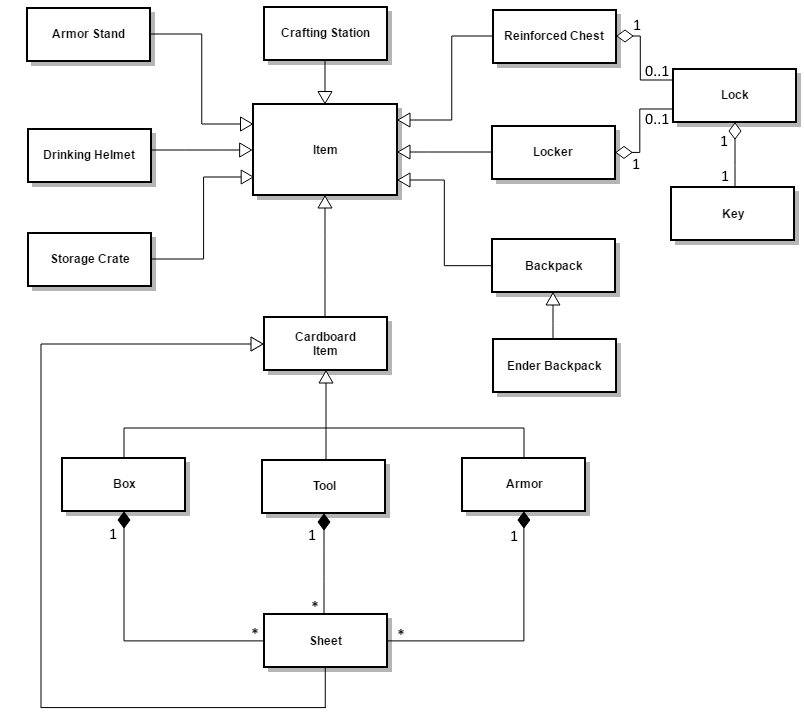 Armor Stand
Crafting Station
Reinforced Chest
1
0..1
Lock
Item
0..1
Drinking Helmet
Locker
1
1
1
Key
Storage Crate
Backpack
Cardboard
Item
Ender Backpack
Box
Tool
Armor
1
1
1
*
*
*
Sheet